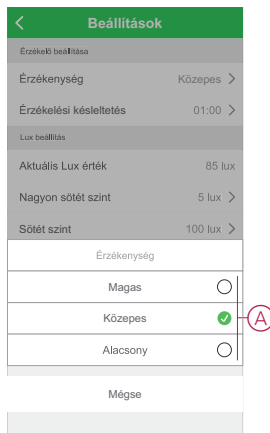 Beállítások
Érzékelő beállítása
Érzékenység Közepes
Érzékelési késleltetés 01:00
Lux beállítás
Aktuális Lux érték 85 lux
Nagyon sötét szint 5 lux
Sötét szint 100 lux
Érzékenység
Magas
Közepes
A
Alacsony
Mégse